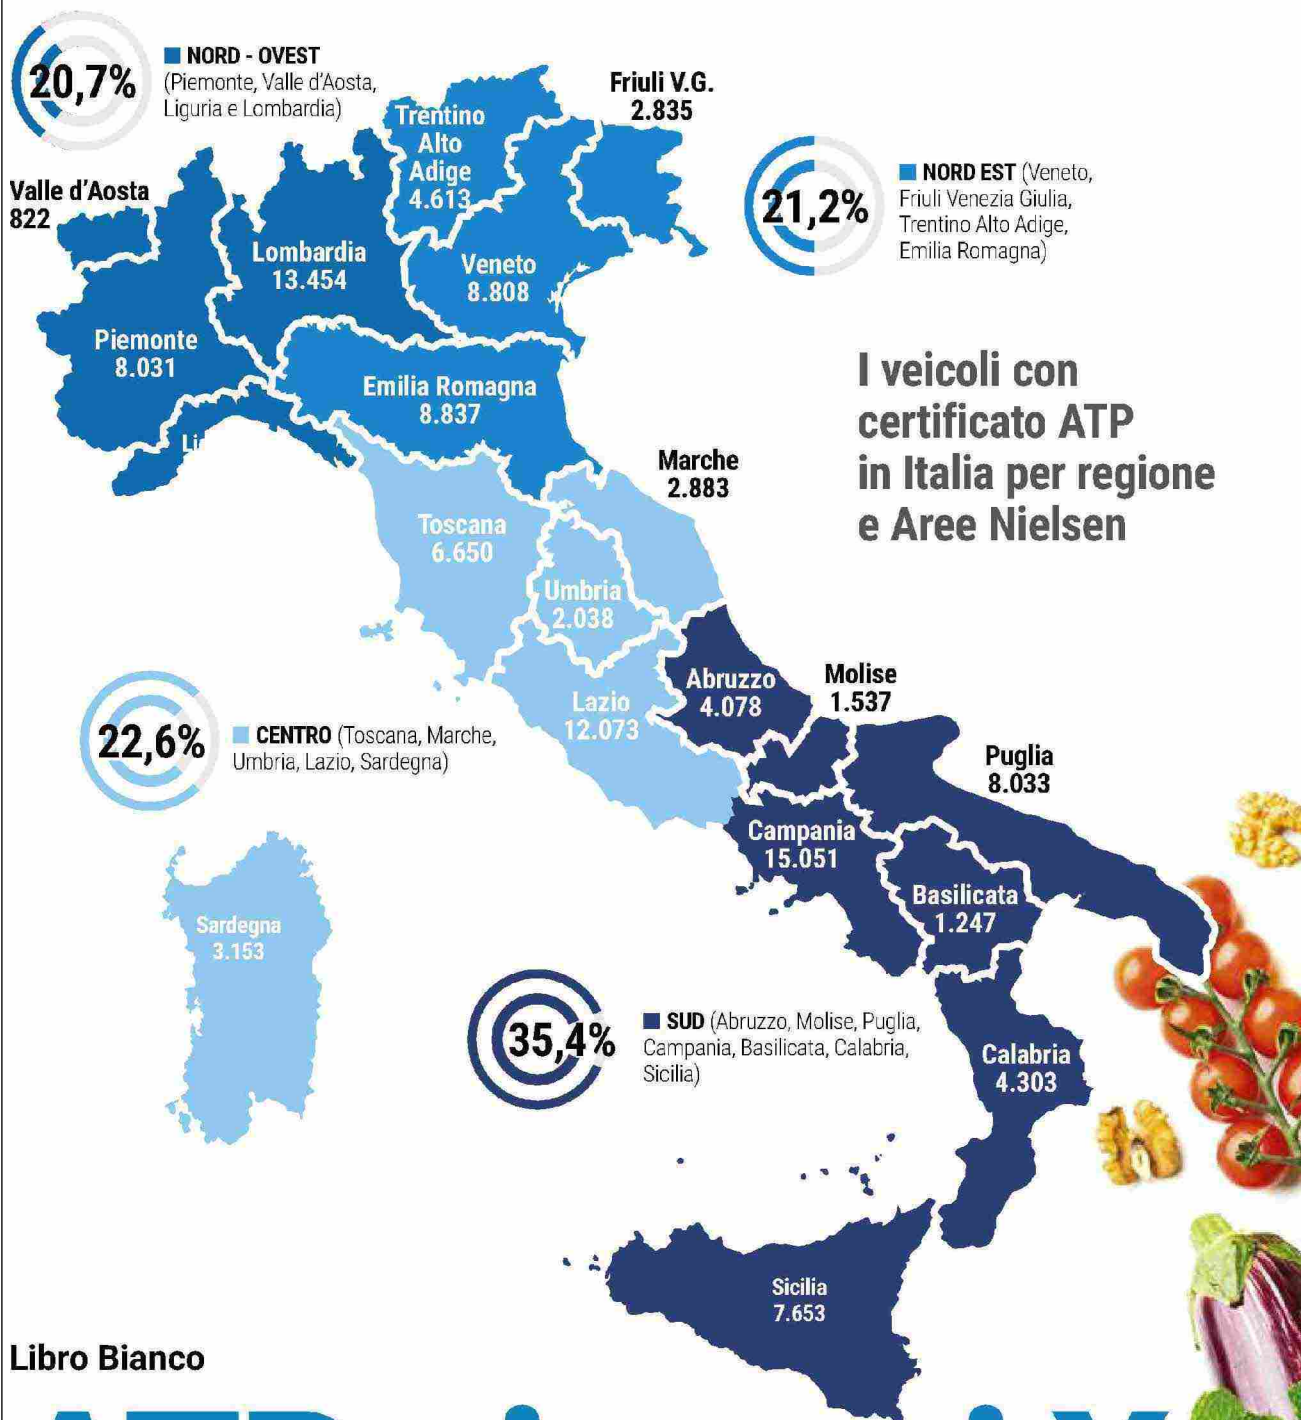 20,7%
NORD - OVEST
(Piemonte, Valle d'Aosta,
Liguria e Lombardia)
Friuli V.G.
2.835
Trentino
Alto
Adige
4.613
Valle d'Aosta
822
21,2%
NORD EST (Veneto,
Friuli Venezia Giulia,
Trentino Alto Adige,
Emilia Romagna)
Lombardia
13.454
Veneto
8.808
Piemonte
8.031
Emilia Romagna
8.837
I veicoli con
certificato ATP
in Italia per regione
e Aree Nielsen
Marche
2.883
Toscana
6.650
Umbria
2.038
Abruzzo
4.078
Molise
1.537
Lazio
12.073
22,6%
CENTRO (Toscana, Marche,
Umbria, Lazio, Sardegna)
Puglia
8.033
Campania
15.051
Basilicata
1.247
Sardegna
3.153
35,4%
SUD (Abruzzo, Molise, Puglia,
Campania, Basilicata, Calabria,
Sicilia)
Calabria
4.303
Sicilia
7.653
Libro Bianco